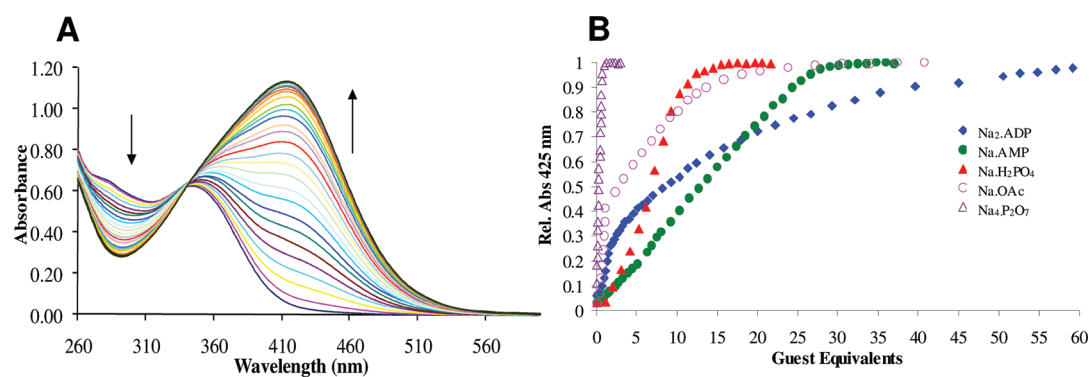 A
1.20
1.00
0.80
0.60
0.40
0.20
0.00
Absorbance
260 310 360 410 460 510 560
Wavelength (nm)
B
1
0.9
0.8
0.7
0.6
0.5
0.4
0.3
0.2
0.1
0
Rel. Abs 425 nm
0 5 10 15 20 25 30 35 40 45 50 55 60
Guest Equivalents
Na₂.ADP
Na.AMP
Na.H₂PO₄
Na.OAc
Na₄.P₂O₇